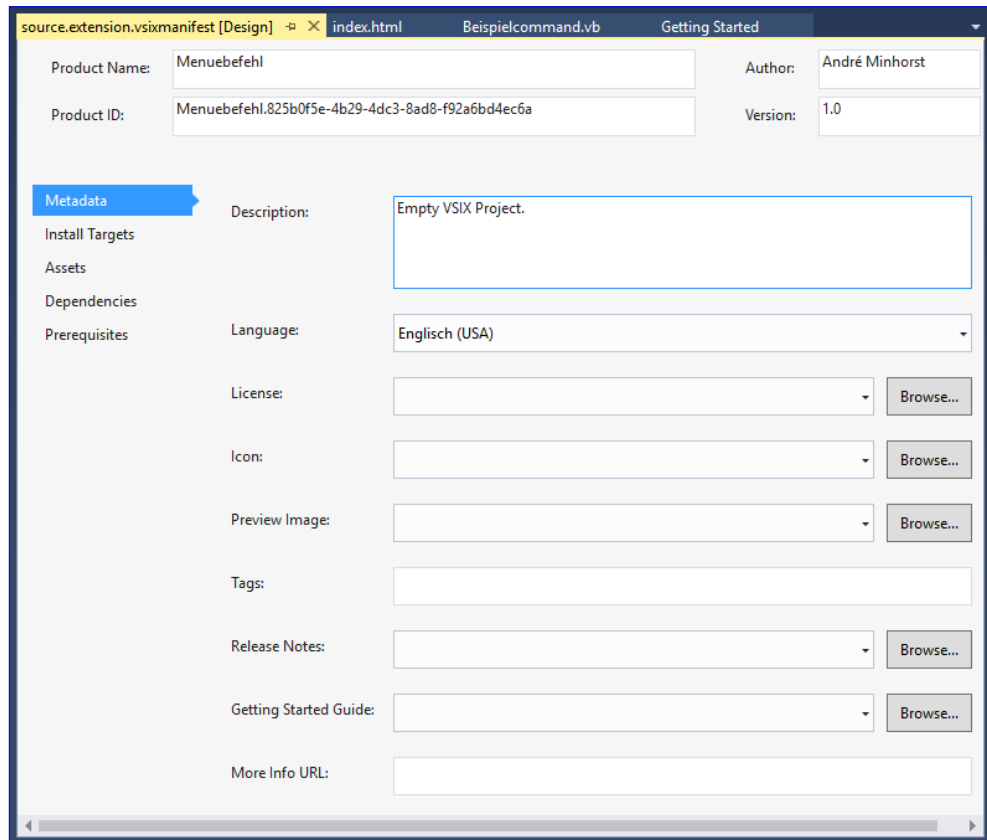 source.extension.vsixmanifest [Design] index.html Beispielcommand.vb Getting Started
Product Name: Menuebefehl Author: André Minhorst
Product ID: Menuebefehl.825b0f5e-4b29-4dc3-8ad8-f92a6bd4ec6a Version: 1.0
Metadata
Install Targets
Assets
Dependencies
Prerequisites
Description: Empty VSIX Project.
Language: Englisch (USA)
License: Browse...
Icon: Browse...
Preview Image: Browse...
Tags:
Release Notes: Browse...
Getting Started Guide: Browse...
More Info URL: